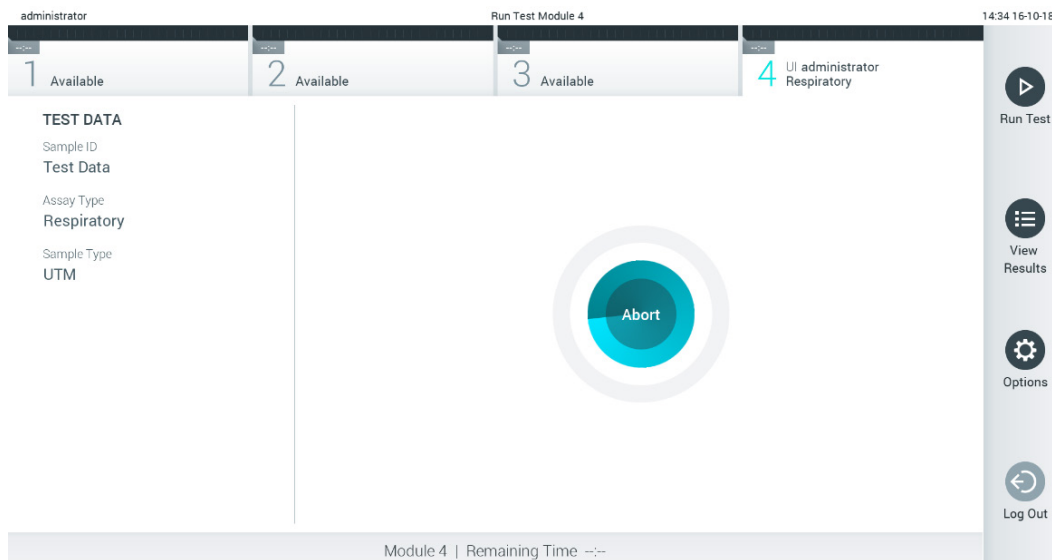 administrator
Run Test Module 4
14:34 16-10-18
--:--
1 Available
--:--
2 Available
--:--
3 Available
--:--
4 UI administrator
Respiratory
TEST DATA
Sample ID
Test Data
Assay Type
Respiratory
Sample Type
UTM
Abort
Run Test
View
Results
Options
Log Out
Module 4 | Remaining Time --:--